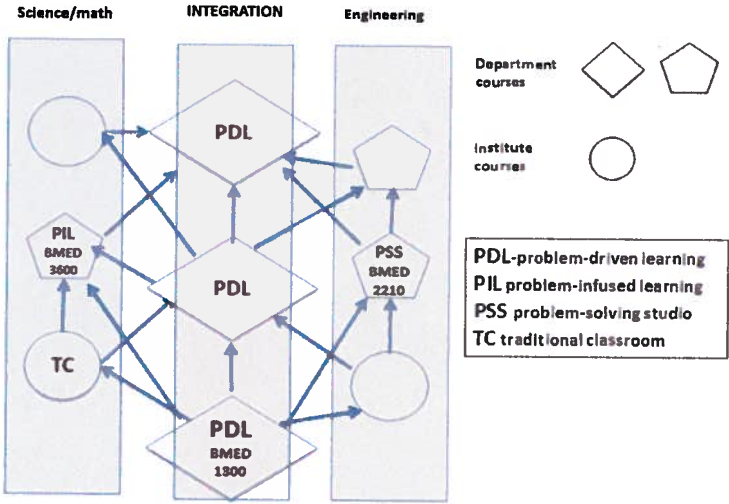 Science/math
INTEGRATION
Engineering
PDL
PIL
BMED
3600
PDL
PSS
BMED
2210
TC
PDL
BMED
1300
Department
courses
Institute
courses
PDL-problem-driven learning
PIL problem-infused learning
PSS problem-solving studio
TC traditional classroom